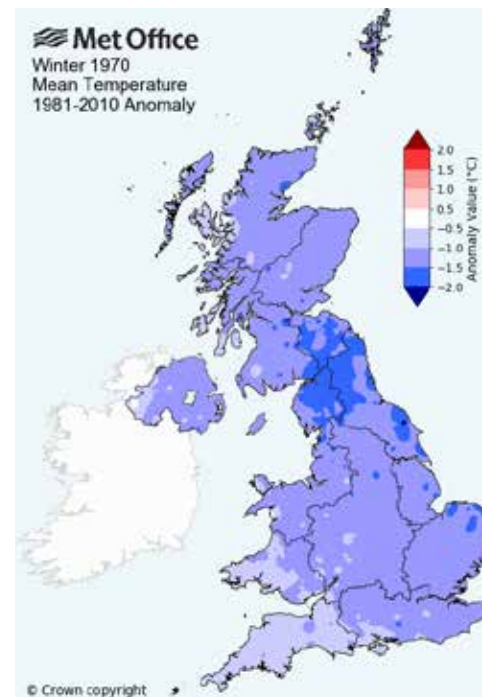 Met Office
Winter 1970
Mean Temperature
1981-2010 Anomaly
2.0
1.5
1.0
0.5
−0.5
−1.0
−1.5
−2.0
Anomaly Value (°C)
© Crown copyright